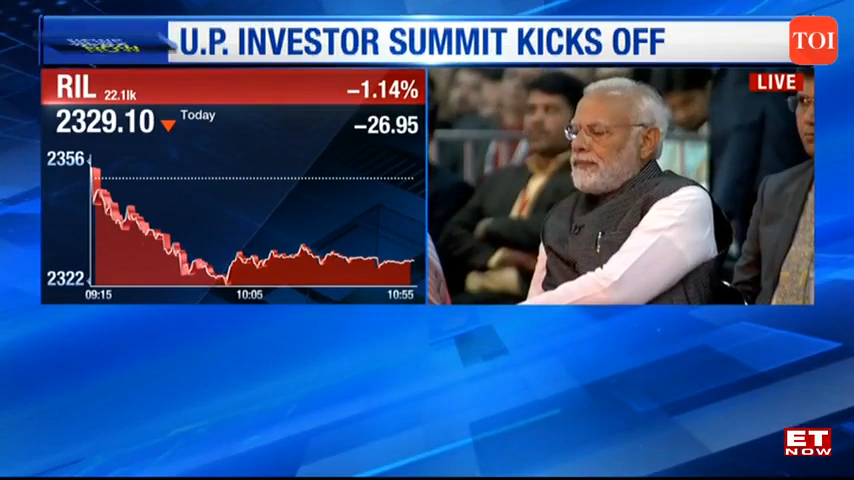 U.P. INVESTOR SUMMIT KICKS OFF
TOI
RIL 22.1lk -1.14%
2329.10 Today -26.95
2356
2322
09:15 10:05 10:55
LIVE
ET
NOW